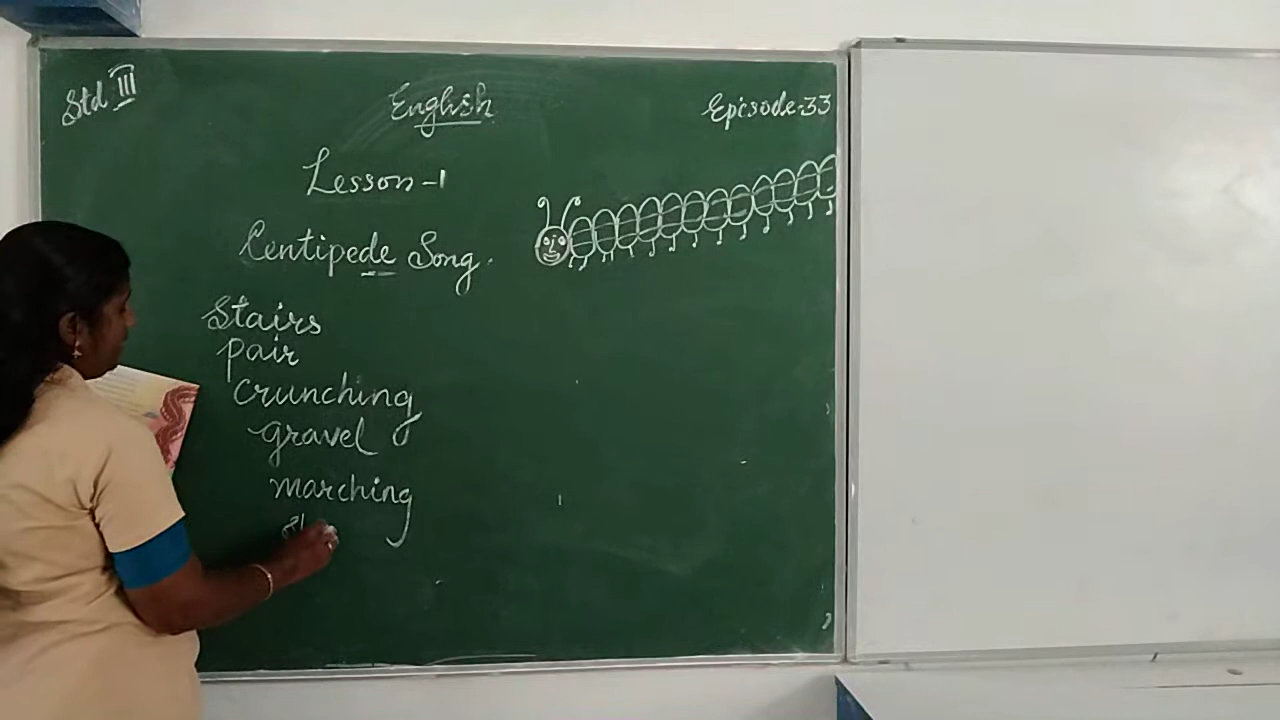 Std III
English
Episode-33
Lesson-1
Centipede Song.
Stairs
pair
crunching
gravel
marching